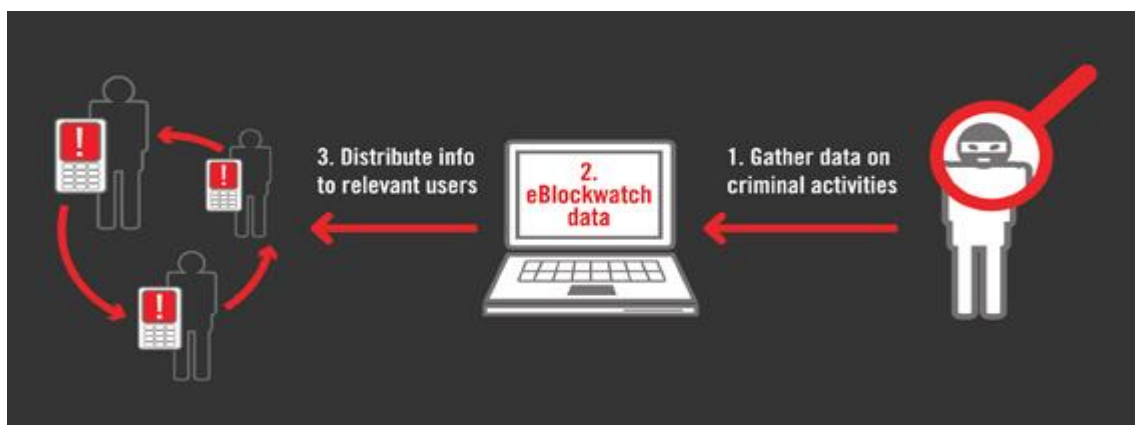 3. Distribute info
to relevant users
2.
eBlockwatch
data
1. Gather data on
criminal activities
!
!
!